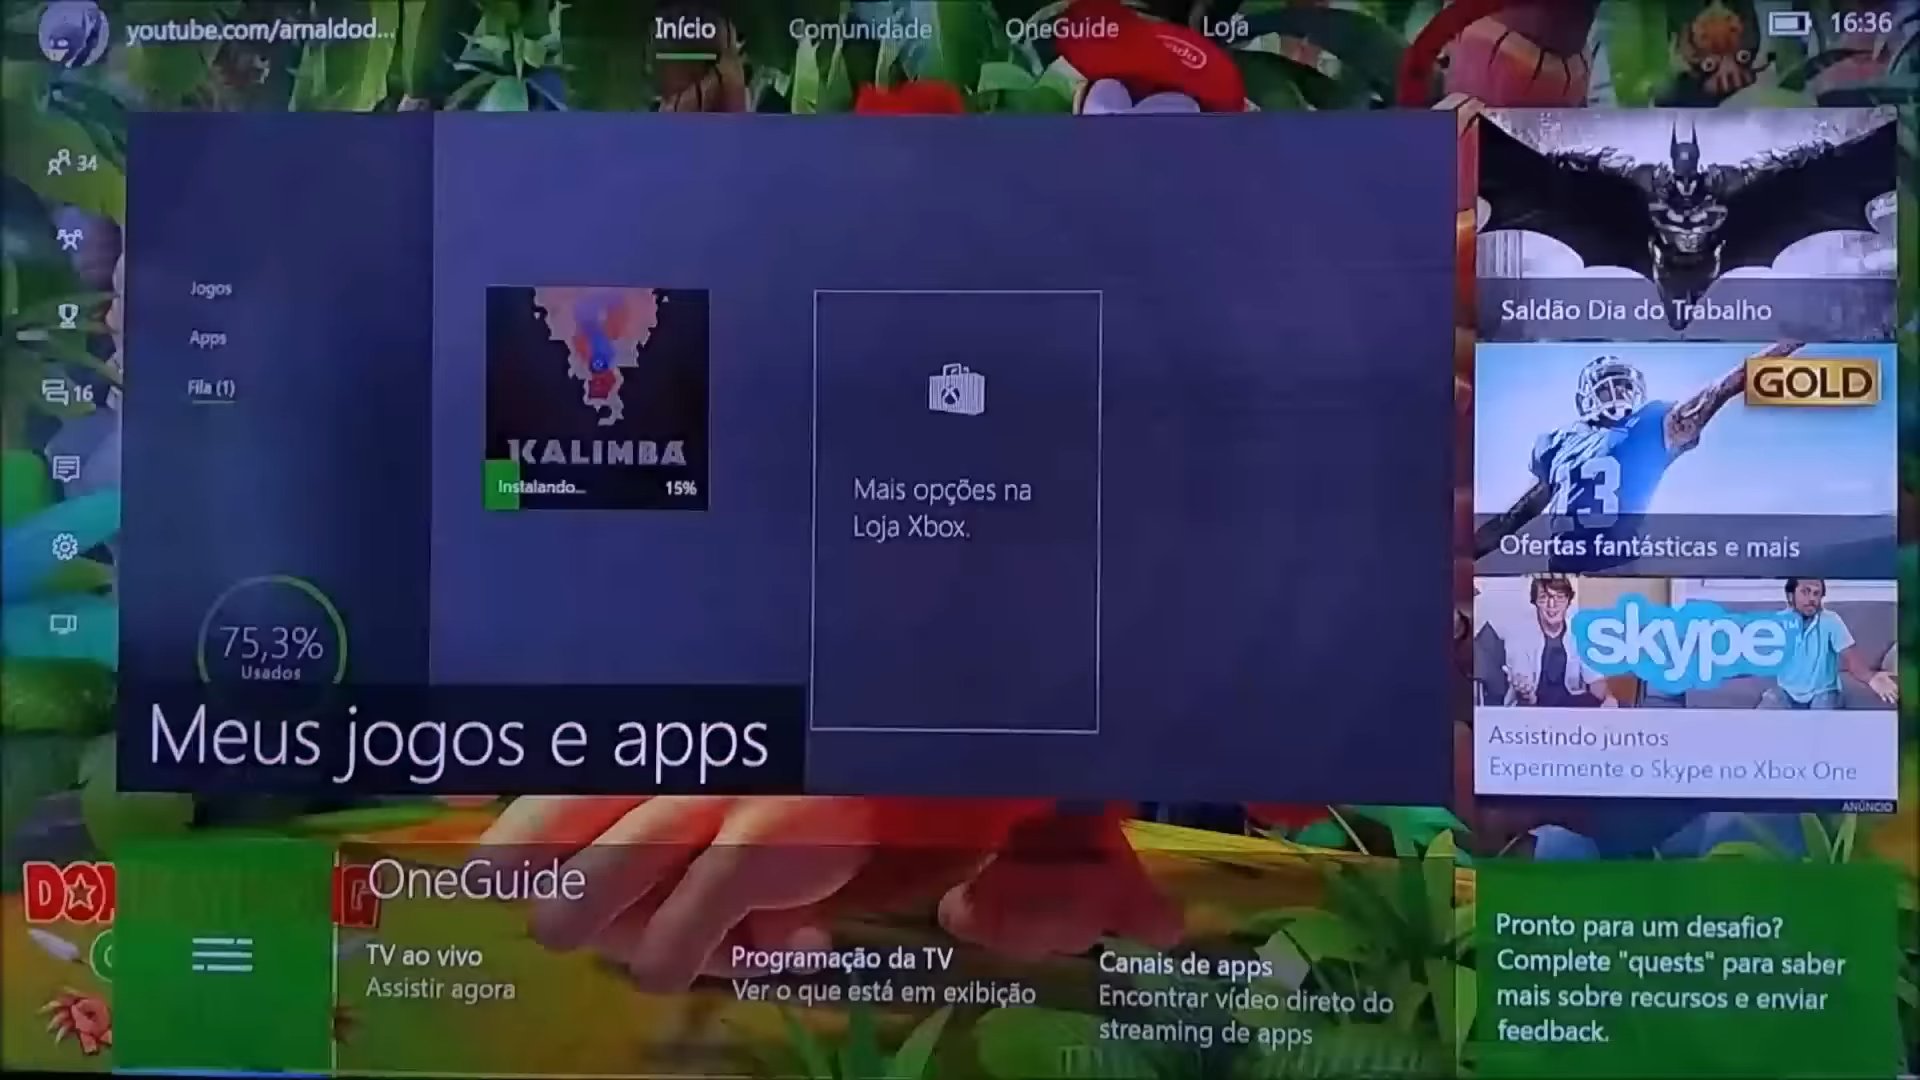 youtube.com/arnaldod...
Início
Comunidade
OneGuide
Loja
16:36
34
16
Jogos
Apps
Fila (1)
75,3%
Usados
KALIMBA
Instalando...
15%
Mais opções na
Loja Xbox.
Meus jogos e apps
Saldão Dia do Trabalho
GOLD
13
Ofertas fantásticas e mais
skype™
Assistindo juntos
Experimente o Skype no Xbox One
ANÚNCIO
OneGuide
TV ao vivo
Assistir agora
Programação da TV
Ver o que está em exibição
Canais de apps
Encontrar vídeo direto do
streaming de apps
Pronto para um desafio?
Complete "quests" para saber
mais sobre recursos e enviar
feedback.